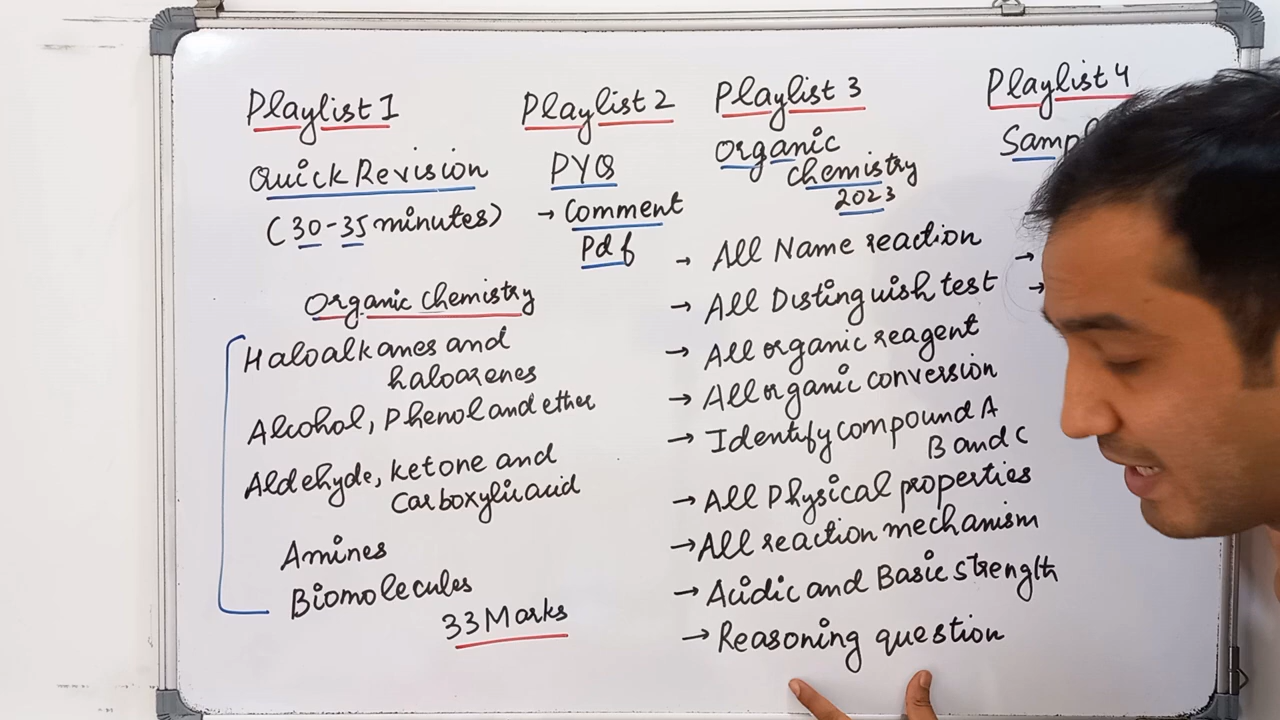 Playlist 1
Quick Revision
(30-35 minutes)
Organic chemistry
Haloalkanes and
haloarenes
Alcohol, Phenol and ether
Aldehyde, ketone and
Carboxylic acid
Amines
Biomolecules
33 Marks
Playlist 2
PYQ
→ Comment
Pdf
Playlist 3
Organic
chemistry
2023
→ All Name reaction
→ All Distinguish test
→ All organic reagent
→ All organic conversion
→ Identify compound A
B and C
→ All Physical properties
→ All reaction mechanism
→ Acidic and Basic strength
→ Reasoning question
Playlist 4
→
→